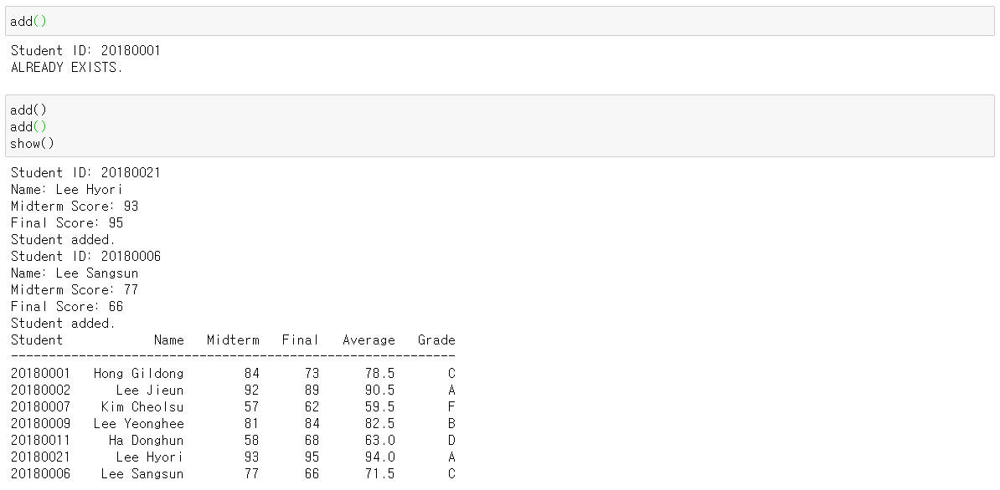 add()
Student ID: 20180001
ALREADY EXISTS.
add()
add()
show()
Student ID: 20180021
Name: Lee Hyori
Midterm Score: 93
Final Score: 95
Student added.
Student ID: 20180006
Name: Lee Sangsun
Midterm Score: 77
Final Score: 66
Student added.
Student            Name   Midterm   Final   Average   Grade
-----------------------------------------------------------
20180001   Hong Gildong        84      73      78.5       C
20180002      Lee Jieun        92      89      90.5       A
20180007    Kim Cheolsu        57      62      59.5       F
20180009   Lee Yeonghee        81      84      82.5       B
20180011     Ha Donghun        58      68      63.0       D
20180021      Lee Hyori        93      95      94.0       A
20180006    Lee Sangsun        77      66      71.5       C